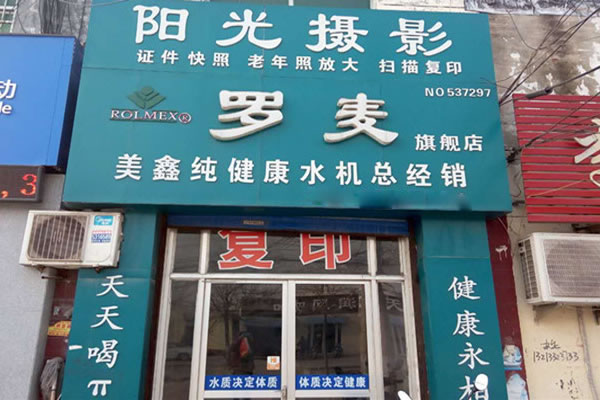 阳光摄影
证件快照 老年照放大 扫描复印
NO 537297
ROLMEX®
罗麦
旗舰店
美鑫纯健康水机总经销
复印
天天喝π
健康永相
水质决定体质
体质决定健康